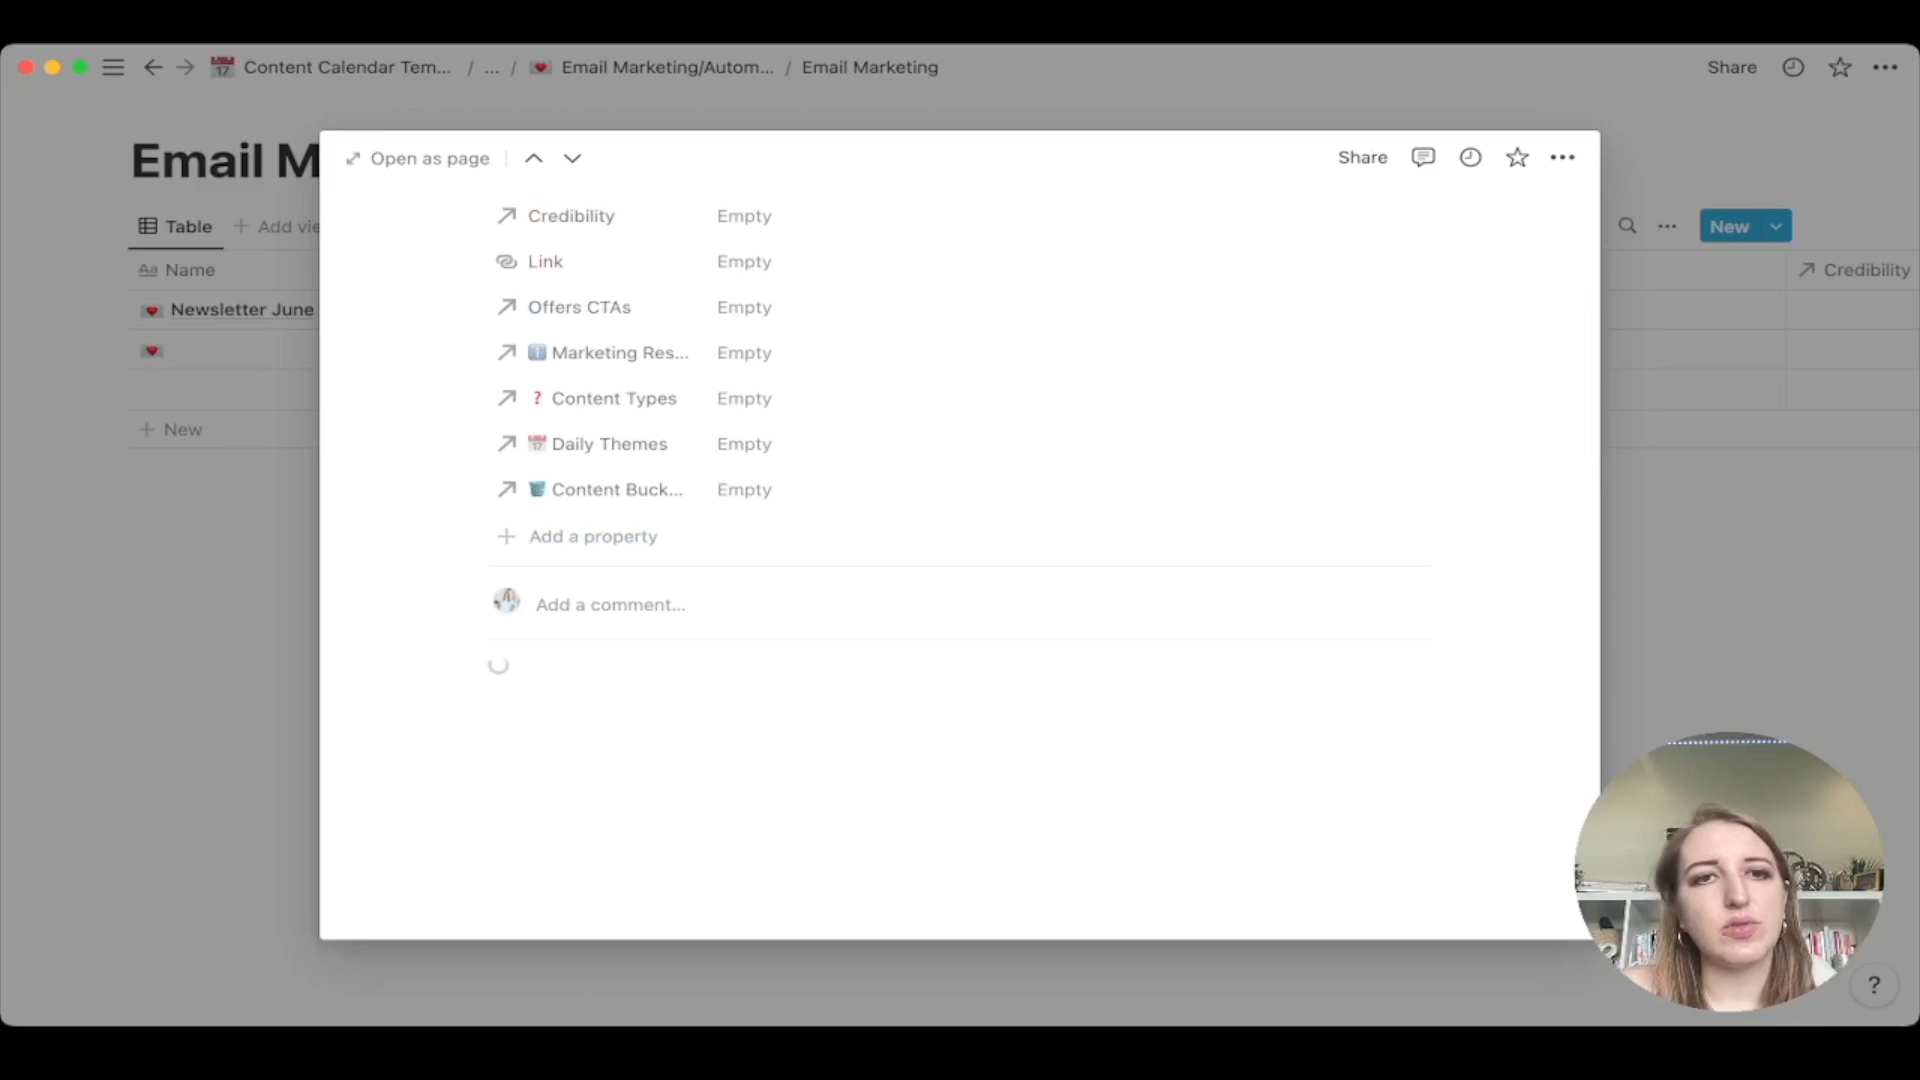 Content Calendar Tem... / ... / Email Marketing/Autom... / Email Marketing
Share
Email M
Open as page
Share
Table
Add vie
New
Aa Name
Credibility
Newsletter June
New
Credibility Empty
Link Empty
Offers CTAs Empty
Marketing Res... Empty
? Content Types Empty
17 Daily Themes Empty
Content Buck... Empty
Add a property
Add a comment...
?